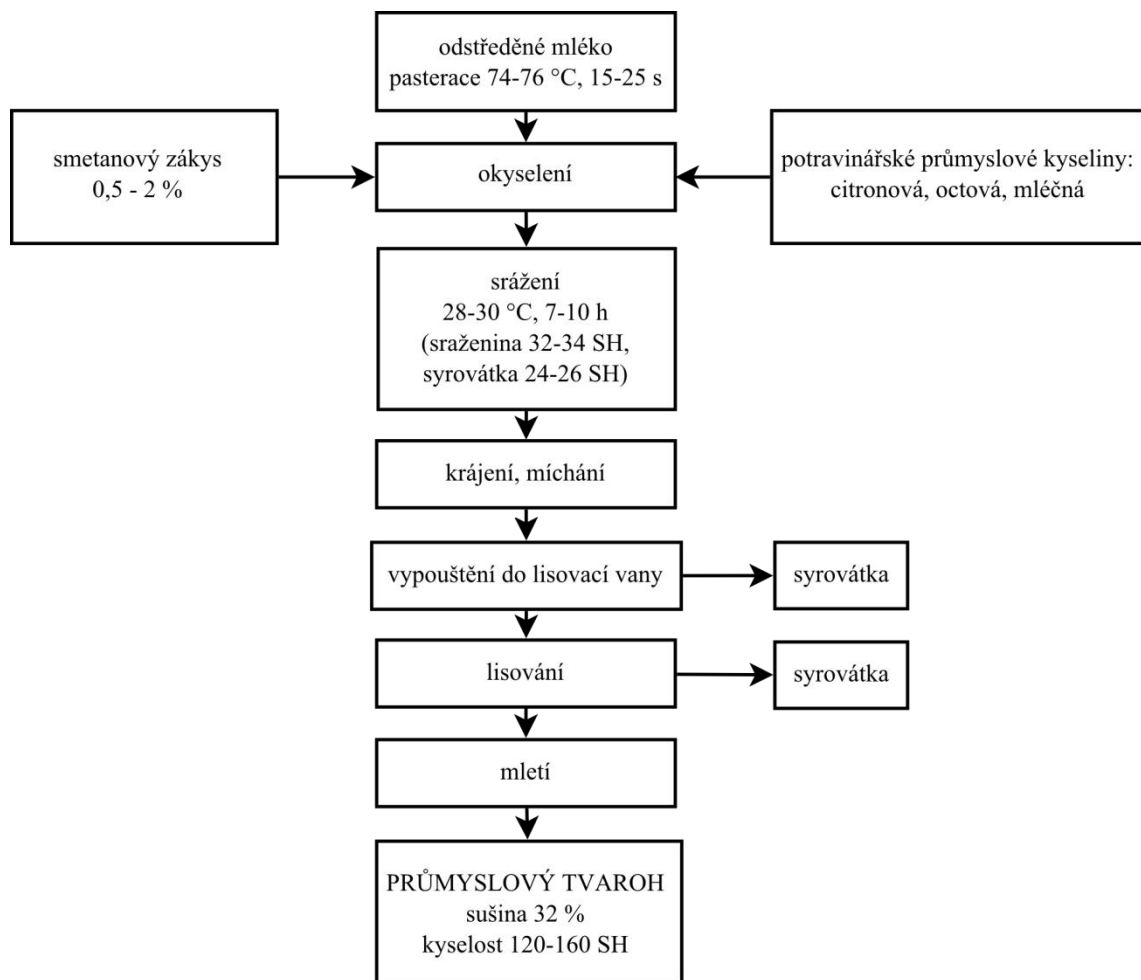 odstředěné mléko
pasterace 74-76 °C, 15-25 s
smetanový zákys
0,5 - 2 %
okyselení
potravinářské průmyslové kyseliny:
citronová, octová, mléčná
srážení
28-30 °C, 7-10 h
(sraženina 32-34 SH,
syrovátka 24-26 SH)
krájení, míchání
vypouštění do lisovací vany
syrovátka
lisování
syrovátka
mletí
PRŮMYSLOVÝ TVAROH
sušina 32 %
kyselost 120-160 SH